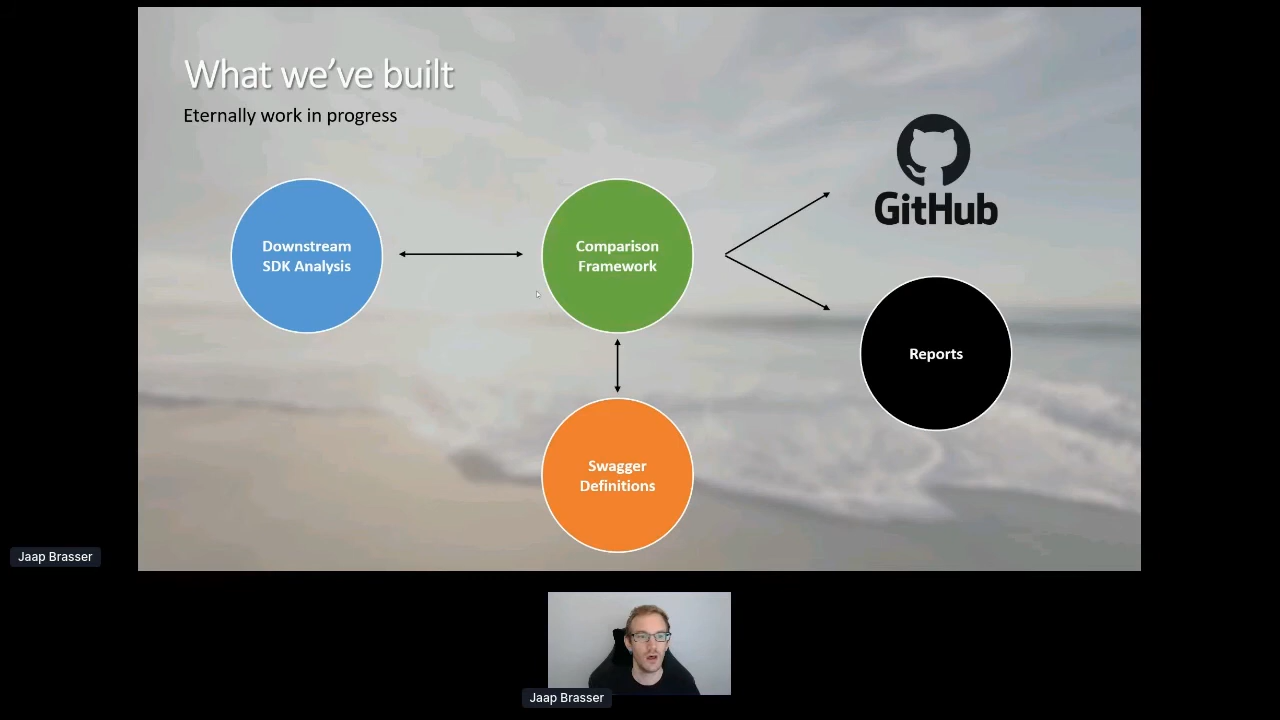 What we've built
Eternally work in progress
GitHub
Downstream
SDK Analysis
Comparison
Framework
Reports
Swagger
Definitions
Jaap Brasser
Jaap Brasser